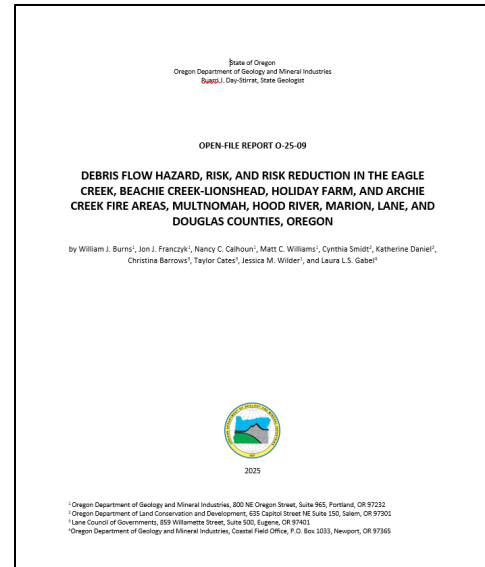 State of Oregon
Oregon Department of Geology and Mineral Industries
Ruarri J. Day-Stirrat, State Geologist
OPEN-FILE REPORT O-25-09
DEBRIS FLOW HAZARD, RISK, AND RISK REDUCTION IN THE EAGLE
CREEK, BEACHIE CREEK-LIONSHEAD, HOLIDAY FARM, AND ARCHIE
CREEK FIRE AREAS, MULTNOMAH, HOOD RIVER, MARION, LANE, AND
DOUGLAS COUNTIES, OREGON
by William J. Burns¹, Jon J. Franczyk¹, Nancy C. Calhoun¹, Matt C. Williams¹, Cynthia Smidt², Katherine Daniel²,
Christina Barrows³, Taylor Cates³, Jessica M. Wilder¹, and Laura L.S. Gabel⁴
2025
¹ Oregon Department of Geology and Mineral Industries, 800 NE Oregon Street, Suite 965, Portland, OR 97232
² Oregon Department of Land Conservation and Development, 635 Capitol Street NE Suite 150, Salem, OR 97301
³ Lane Council of Governments, 859 Willamette Street, Suite 500, Eugene, OR 97401
⁴Oregon Department of Geology and Mineral Industries, Coastal Field Office, P.O. Box 1033, Newport, OR 97365